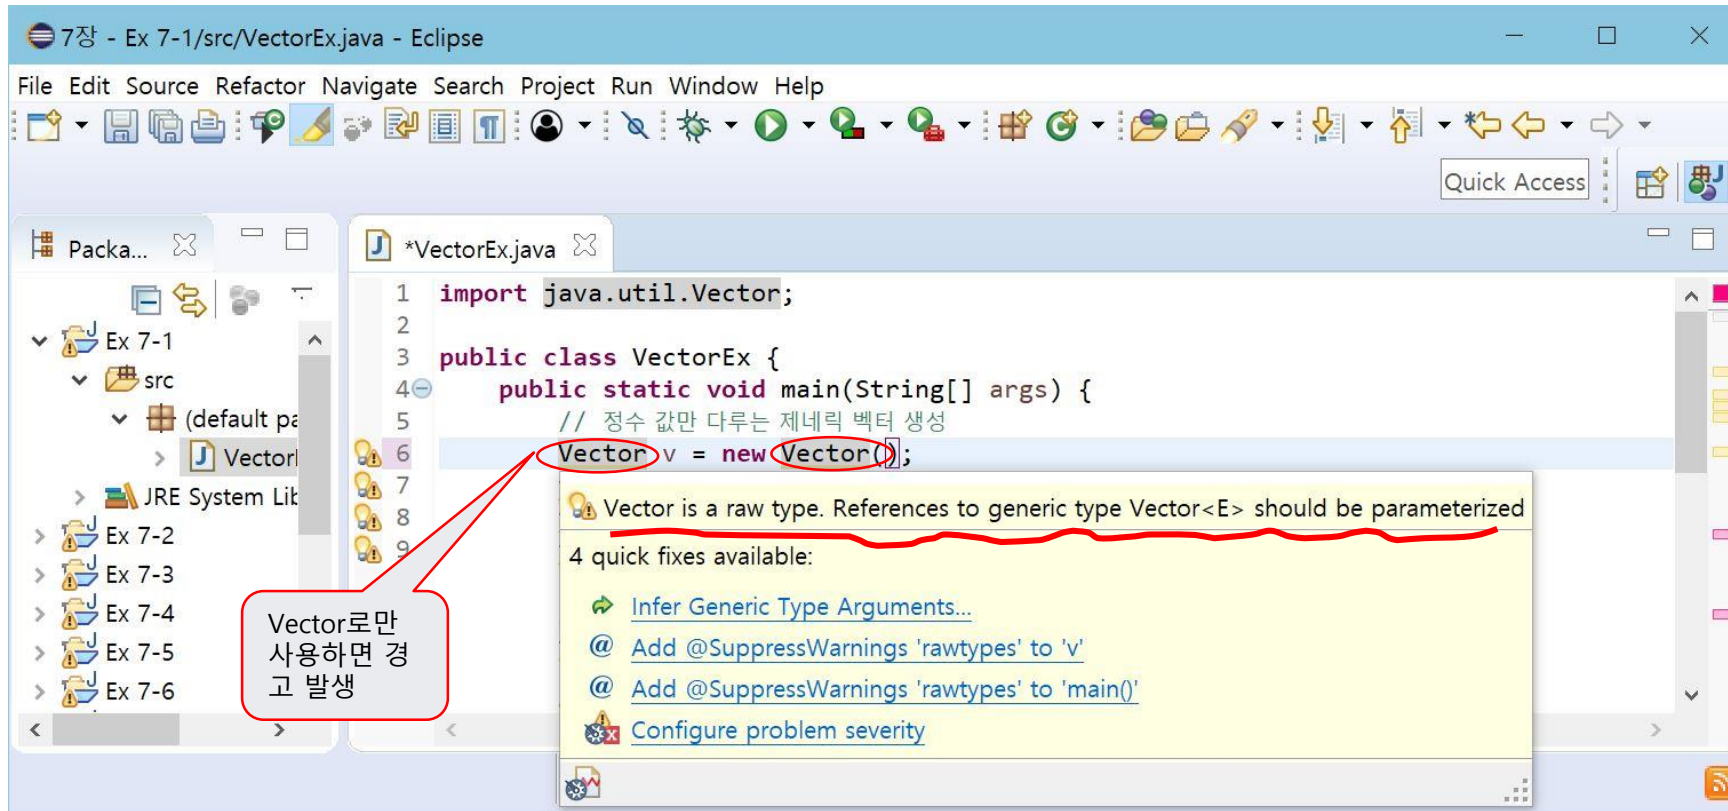 7장 - Ex 7-1/src/VectorEx.java - Eclipse
File Edit Source Refactor Navigate Search Project Run Window Help
Quick Access
Packa...
*VectorEx.java
Ex 7-1
src
(default pa
Vectorl
JRE System Lib
Ex 7-2
Ex 7-3
Ex 7-4
Ex 7-5
Ex 7-6
1 import java.util.Vector;
2
3 public class VectorEx {
4 public static void main(String[] args) {
5 // 정수 값만 다루는 제네릭 벡터 생성
6 Vector v = new Vector();
7
8
9
Vector is a raw type. References to generic type Vector<E> should be parameterized
4 quick fixes available:
Infer Generic Type Arguments...
@ Add @SuppressWarnings 'rawtypes' to 'v'
@ Add @SuppressWarnings 'rawtypes' to 'main()'
Configure problem severity
Vector로만
사용하면 경
고 발생